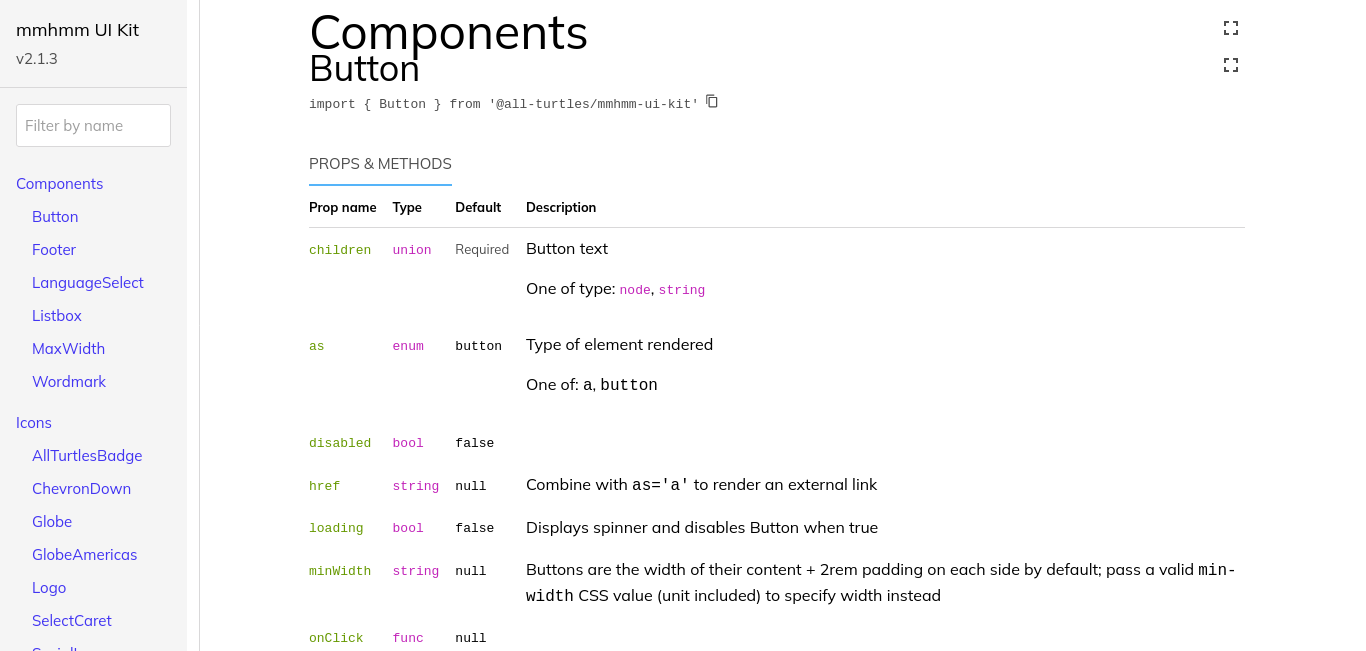 mmhmm UI Kit
v2.1.3
Filter by name
Components
Button
Footer
LanguageSelect
Listbox
MaxWidth
Wordmark
Icons
AllTurtlesBadge
ChevronDown
Globe
GlobeAmericas
Logo
SelectCaret
Components
Button
import { Button } from '@all-turtles/mmhmm-ui-kit'
PROPS & METHODS
Prop name Type Default Description
children union Required Button text
One of type: node, string
as enum button Type of element rendered
One of: a, button
disabled bool false
href string null Combine with as='a' to render an external link
loading bool false Displays spinner and disables Button when true
minWidth string null Buttons are the width of their content + 2rem padding on each side by default; pass a valid min-
width CSS value (unit included) to specify width instead
onClick func null